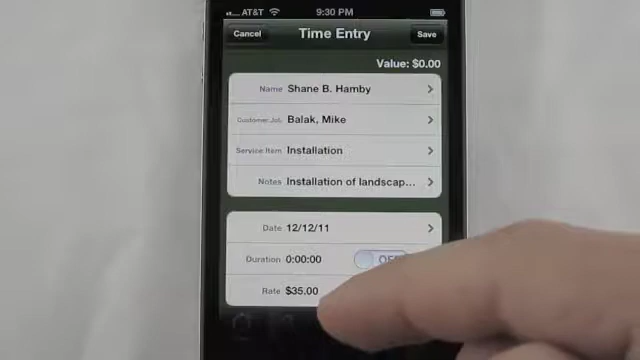 AT&T 9:30 PM
Cancel Time Entry Save
Value: $0.00
Name Shane B. Hamby
Customer:Job Balak, Mike
Service Item Installation
Notes Installation of landscap...
Date 12/12/11
Duration 0:00:00 OFF
Rate $35.00